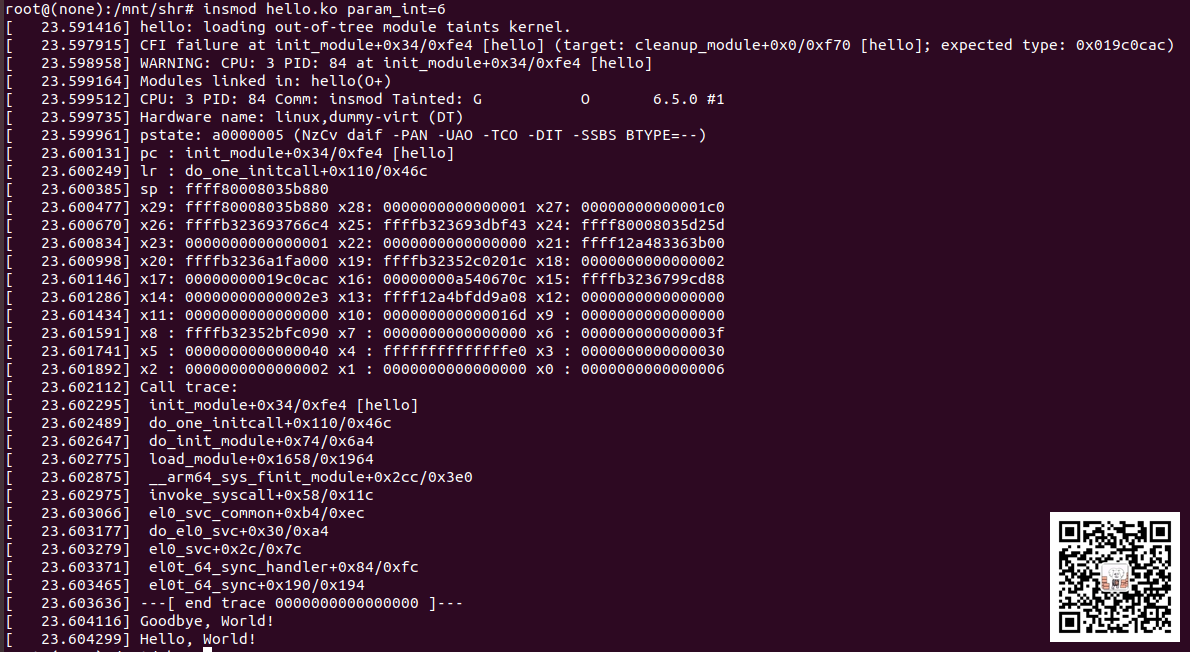 root@(none):/mnt/shr# insmod hello.ko param_int=6
[   23.591416] hello: loading out-of-tree module taints kernel.
[   23.597915] CFI failure at init_module+0x34/0xfe4 [hello] (target: cleanup_module+0x0/0xf70 [hello]; expected type: 0x019c0cac)
[   23.598958] WARNING: CPU: 3 PID: 84 at init_module+0x34/0xfe4 [hello]
[   23.599164] Modules linked in: hello(O+)
[   23.599512] CPU: 3 PID: 84 Comm: insmod Tainted: G           O       6.5.0 #1
[   23.599735] Hardware name: linux,dummy-virt (DT)
[   23.599961] pstate: a0000005 (NzCv daif -PAN -UAO -TCO -DIT -SSBS BTYPE=--)
[   23.600131] pc : init_module+0x34/0xfe4 [hello]
[   23.600249] lr : do_one_initcall+0x110/0x46c
[   23.600385] sp : ffff80008035b880
[   23.600477] x29: ffff80008035b880 x28: 0000000000000001 x27: 00000000000001c0
[   23.600670] x26: ffffb323693766c4 x25: ffffb323693dbf43 x24: ffff80008035d25d
[   23.600834] x23: 0000000000000001 x22: 0000000000000000 x21: ffff12a483363b00
[   23.600998] x20: ffffb3236a1fa000 x19: ffffb32352c0201c x18: 0000000000000002
[   23.601146] x17: 00000000019c0cac x16: 00000000a540670c x15: ffffb3236799cd88
[   23.601286] x14: 00000000000002e3 x13: ffff12a4bfdd9a08 x12: 0000000000000000
[   23.601434] x11: 0000000000000000 x10: 000000000000016d x9 : 0000000000000000
[   23.601591] x8 : ffffb32352bfc090 x7 : 0000000000000000 x6 : 000000000000003f
[   23.601741] x5 : 0000000000000040 x4 : ffffffffffffffe0 x3 : 0000000000000030
[   23.601892] x2 : 0000000000000002 x1 : 0000000000000000 x0 : 0000000000000006
[   23.602112] Call trace:
[   23.602295]  init_module+0x34/0xfe4 [hello]
[   23.602489]  do_one_initcall+0x110/0x46c
[   23.602647]  do_init_module+0x74/0x6a4
[   23.602775]  load_module+0x1658/0x1964
[   23.602875]  __arm64_sys_finit_module+0x2cc/0x3e0
[   23.602975]  invoke_syscall+0x58/0x11c
[   23.603066]  el0_svc_common+0xb4/0xec
[   23.603177]  do_el0_svc+0x30/0xa4
[   23.603279]  el0_svc+0x2c/0x7c
[   23.603371]  el0t_64_sync_handler+0x84/0xfc
[   23.603465]  el0t_64_sync+0x190/0x194
[   23.603636] ---[ end trace 0000000000000000 ]---
[   23.604116] Goodbye, World!
[   23.604299] Hello, World!